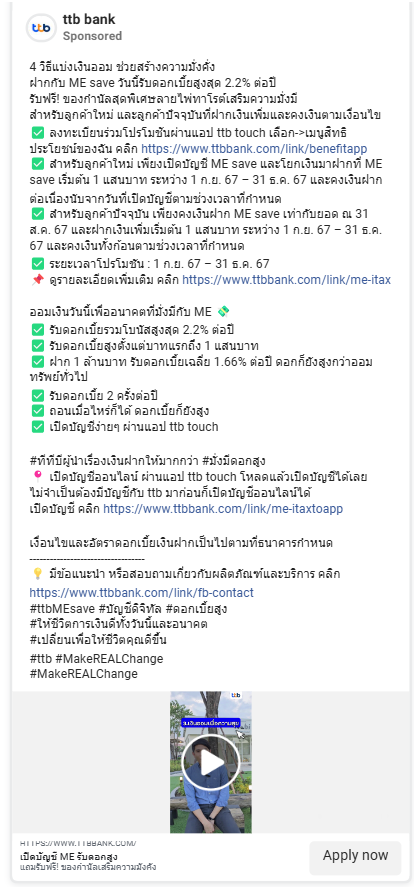 ttb bank
Sponsored
4 วิธีแบ่งเงินออม ช่วยสร้างความมั่งคั่ง
ฝากกับ ME save วันนี้รับดอกเบี้ยสูงสุด 2.2% ต่อปี
รับฟรี! ของกำนัลสุดพิเศษลายไพ่ทาโรต์เสริมความมั่งมี
สำหรับลูกค้าใหม่ และลูกค้าปัจจุบันที่ฝากเงินเพิ่มและคงเงินตามเงื่อนไข
✅ ลงทะเบียนร่วมโปรโมชันผ่านแอป ttb touch เลือก->เมนูสิทธิ
ประโยชน์ของฉัน คลิก https://www.ttbbank.com/link/benefitapp
✅ สำหรับลูกค้าใหม่ เพียงเปิดบัญชี ME save และโยกเงินมาฝากที่ ME
save เริ่มต้น 1 แสนบาท ระหว่าง 1 ก.ย. 67 – 31 ธ.ค. 67 และคงเงินฝาก
ต่อเนื่องนับจากวันที่เปิดบัญชีตามช่วงเวลาที่กำหนด
✅ สำหรับลูกค้าปัจจุบัน เพียงคงเงินฝาก ME save เท่ากับยอด ณ 31
ส.ค. 67 และฝากเงินเพิ่มเริ่มต้น 1 แสนบาท ระหว่าง 1 ก.ย. 67 – 31 ธ.ค.
67 และคงเงินทั้งก้อนตามช่วงเวลาที่กำหนด
✅ ระยะเวลาโปรโมชัน : 1 ก.ย. 67 – 31 ธ.ค. 67
📌 ดูรายละเอียดเพิ่มเติม คลิก https://www.ttbbank.com/link/me-itax
ออมเงินวันนี้เพื่ออนาคตที่มั่งมีกับ ME 💸
✅ รับดอกเบี้ยรวมโบนัสสูงสุด 2.2% ต่อปี
✅ รับดอกเบี้ยสูงตั้งแต่บาทแรกถึง 1 แสนบาท
✅ ฝาก 1 ล้านบาท รับดอกเบี้ยเฉลี่ย 1.66% ต่อปี ดอกก็ยังสูงกว่าออม
ทรัพย์ทั่วไป
✅ รับดอกเบี้ย 2 ครั้งต่อปี
✅ ถอนเมื่อไหร่ก็ได้ ดอกเบี้ยก็ยังสูง
✅ เปิดบัญชีง่ายๆ ผ่านแอป ttb touch
#ทีทีบีผู้นำเรื่องเงินฝากให้มากกว่า #มั่งมีดอกสูง
📍 เปิดบัญชีออนไลน์ ผ่านแอป ttb touch โหลดแล้วเปิดบัญชีได้เลย
ไม่จำเป็นต้องมีบัญชีกับ ttb มาก่อนก็เปิดบัญชีออนไลน์ได้
เปิดบัญชี คลิก https://www.ttbbank.com/link/me-itaxtoapp
เงื่อนไขและอัตราดอกเบี้ยเงินฝากเป็นไปตามที่ธนาคารกำหนด
----------------------------------
💡 มีข้อแนะนำ หรือสอบถามเกี่ยวกับผลิตภัณฑ์และบริการ คลิก
https://www.ttbbank.com/link/fb-contact
#ttbMEsave #บัญชีดิจิทัล #ดอกเบี้ยสูง
#ให้ชีวิตการเงินดีทั้งวันนี้และอนาคต
#เปลี่ยนเพื่อให้ชีวิตคุณดีขึ้น
#ttb #MakeREALChange
#MakeREALChange
ttb
HTTPS://WWW.TTBBANK.COM/
เปิดบัญชี ME รับดอกสูง
แถมรับฟรี! ของกำนัลเสริมความมั่งคั่ง
Apply now